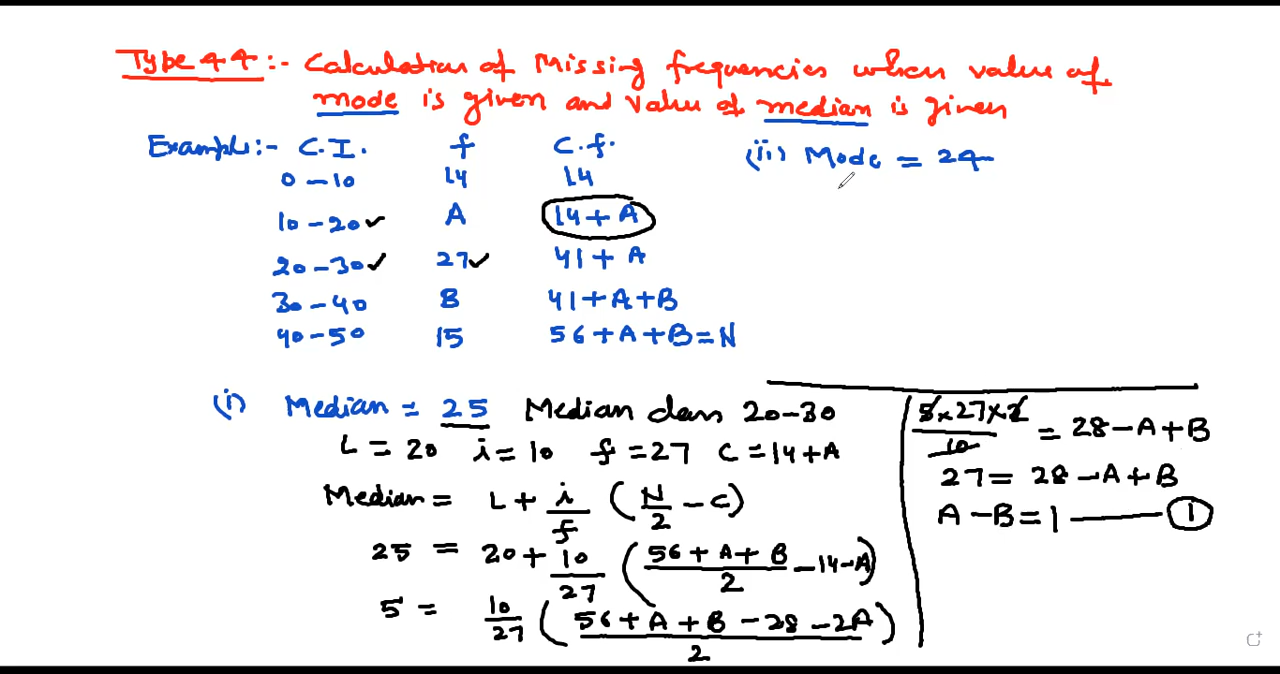 Type 44:- Calculation of Missing frequencies when value of
mode is given and value of median is given
Example:- C.I. f C.f.
0-10 14 14
10-20✓ A 14+A
20-30✓ 27✓ 41+A
30-40 B 41+A+B
40-50 15 56+A+B=N
(ii) Mode = 24
(i) Median = 25 Median class 20-30
L=20 i=10 f=27 C=14+A
Median = L + i/f (N/2 - C)
25 = 20 + 10/27 (56+A+B/2 - 14-A)
5 = 10/27 (56+A+B-28-2A/2)
5×27×2/10 = 28-A+B
27 = 28-A+B
A-B=1 — 1